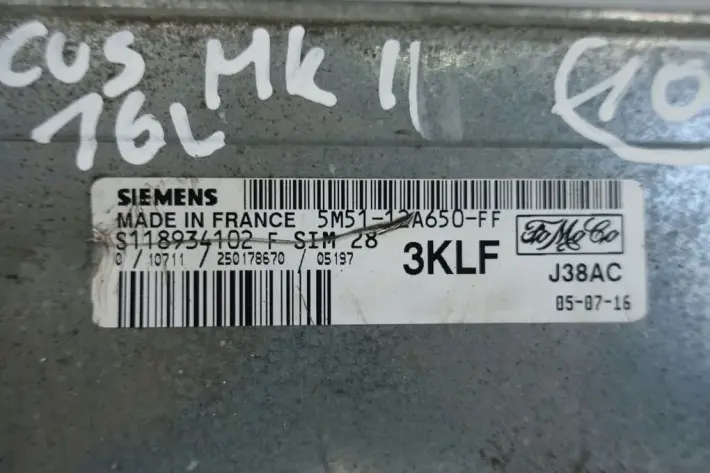 CUS MK II
16L
10
SIEMENS
MADE IN FRANCE 5M51-12A650-FF
S118934102 F SIM 28
0 / 10711 / 250178670 / 05197
3KLF
FoMoCo
J38AC
05-07-16